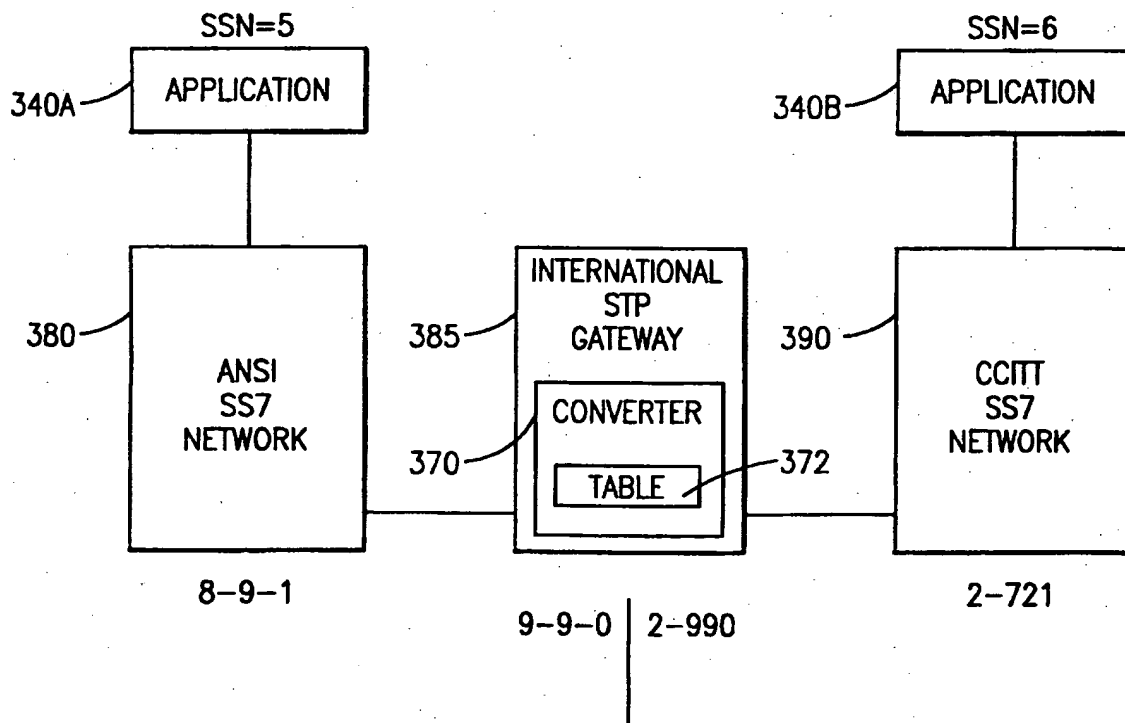 SSN=5
APPLICATION
340A
SSN=6
APPLICATION
340B
380
ANSI
SS7
NETWORK
8-9-1
385
INTERNATIONAL
STP
GATEWAY
CONVERTER
370
TABLE
372
9-9-0
2-990
390
CCITT
SS7
NETWORK
2-721